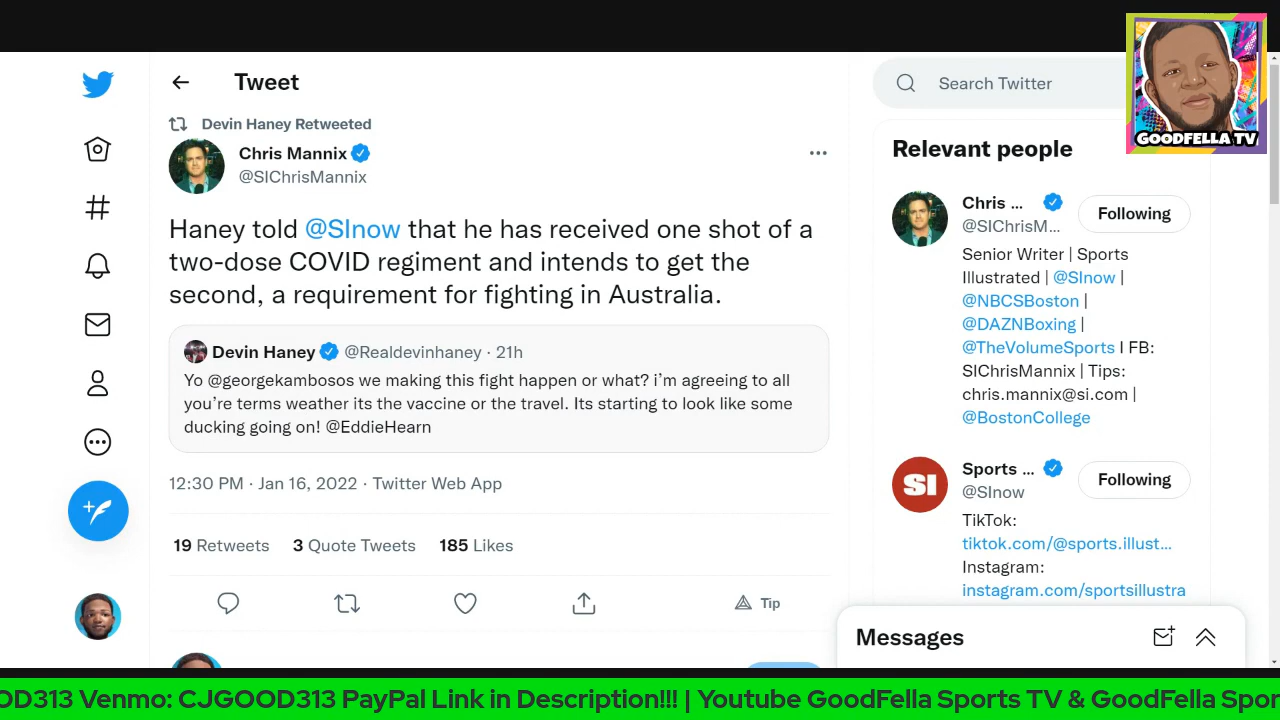 Tweet
Search Twitter
GOODFELLA TV
Devin Haney Retweeted
Chris Mannix
@SIChrisMannix
Haney told @SInow that he has received one shot of a
two-dose COVID regiment and intends to get the
second, a requirement for fighting in Australia.
Devin Haney @Realdevinhaney · 21h
Yo @georgekambosos we making this fight happen or what? i’m agreeing to all
you’re terms weather its the vaccine or the travel. Its starting to look like some
ducking going on! @EddieHearn
12:30 PM · Jan 16, 2022 · Twitter Web App
19 Retweets 3 Quote Tweets 185 Likes
Tip
Relevant people
Chris ...
@SIChrisM...
Following
Senior Writer | Sports
Illustrated | @SInow |
@NBCSBoston |
@DAZNBoxing |
@TheVolumeSports I FB:
SIChrisMannix | Tips:
chris.mannix@si.com |
@BostonCollege
SI
Sports ...
@SInow
Following
TikTok:
tiktok.com/@sports.illust...
Instagram:
instagram.com/sportsillustra
Messages
OD313 Venmo: CJGOOD313 PayPal Link in Description!!! | Youtube GoodFella Sports TV & GoodFella Spor